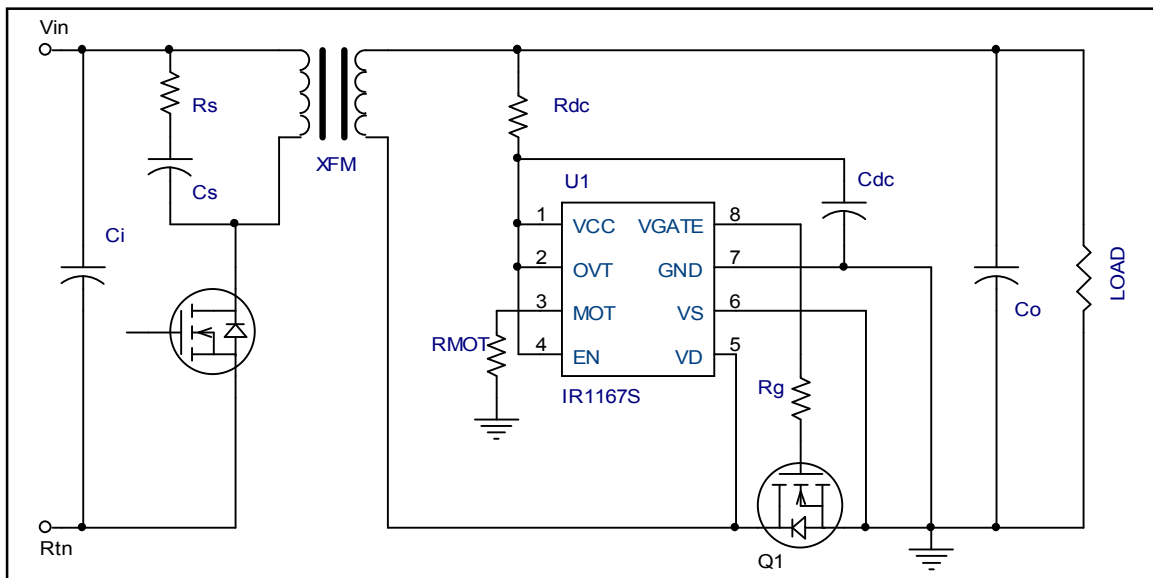 Vin
Rs
Cs
Ci
Rtn
XFM
Rdc
Cdc
U1
1 VCC VGATE 8
2 OVT GND 7
3 MOT VS 6
4 EN VD 5
IR1167S
RMOT
Rg
Q1
Co
LOAD